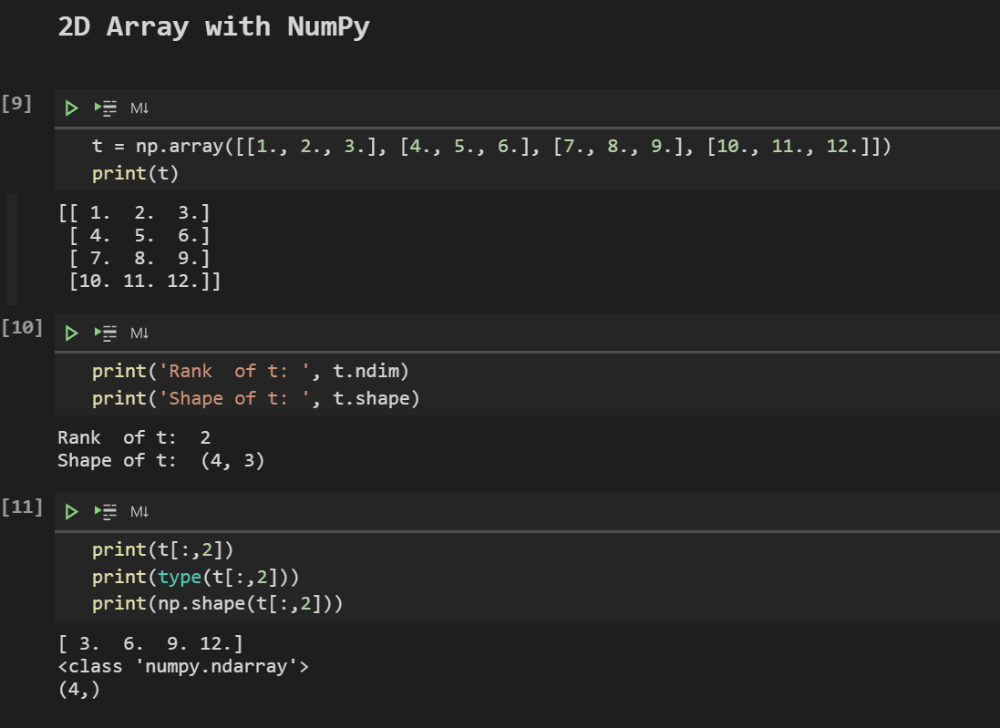 2D Array with NumPy
[9]
M↓
t = np.array([[1., 2., 3.], [4., 5., 6.], [7., 8., 9.], [10., 11., 12.]])
print(t)
[[ 1.  2.  3.]
 [ 4.  5.  6.]
 [ 7.  8.  9.]
 [10. 11. 12.]]
[10]
M↓
print('Rank  of t: ', t.ndim)
print('Shape of t: ', t.shape)
Rank  of t:  2
Shape of t:  (4, 3)
[11]
M↓
print(t[:,2])
print(type(t[:,2]))
print(np.shape(t[:,2]))
[ 3.  6.  9. 12.]
<class 'numpy.ndarray'>
(4,)